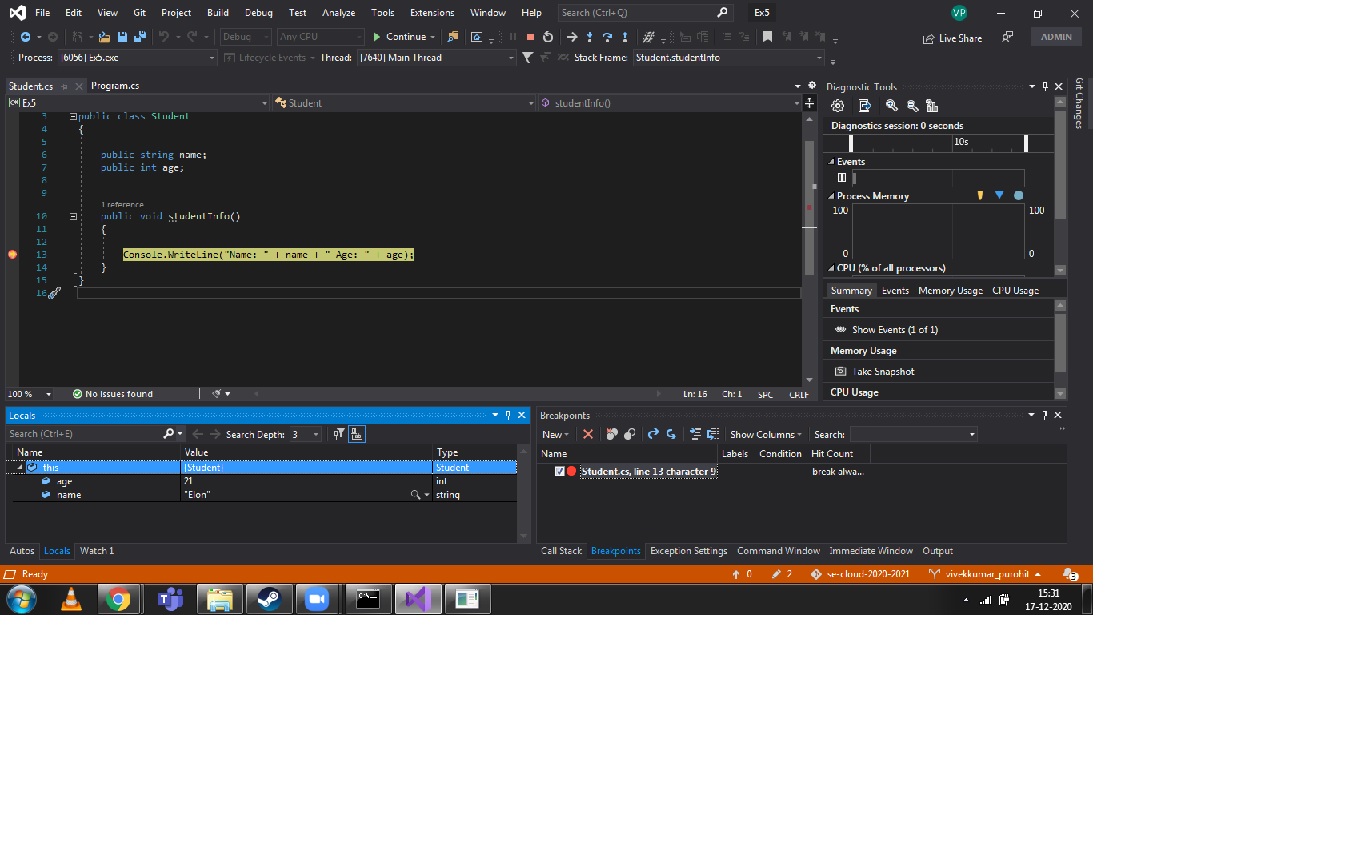 File Edit View Git Project Build Debug Test Analyze Tools Extensions Window Help Search (Ctrl+Q) Ex5 VP
Debug Any CPU Continue Live Share ADMIN
Process: [6056] Ex5.exe Lifecycle Events Thread: [7640] Main Thread Stack Frame: Student.studentInfo
Student.cs Program.cs
Ex5 Student studentInfo()
3 public class Student
4 {
5
6 public string name;
7 public int age;
8
9
1 reference
10 public void studentInfo()
11 {
12
13 Console.WriteLine("Name: " + name + " Age: " + age);
14 }
15 }
16
100 % No issues found Ln: 16 Ch: 1 SPC CRLF
Diagnostic Tools
Diagnostics session: 0 seconds
10s
Events
Process Memory
100 100
0 0
CPU (% of all processors)
Summary Events Memory Usage CPU Usage
Events
Show Events (1 of 1)
Memory Usage
Take Snapshot
CPU Usage
Git Changes
Locals
Search (Ctrl+E) Search Depth: 3
Name Value Type
this {Student} Student
age 21 int
name "Elon" string
Autos Locals Watch 1
Breakpoints
New Show Columns Search:
Name Labels Condition Hit Count
Student.cs, line 13 character 9 break alwa...
Call Stack Breakpoints Exception Settings Command Window Immediate Window Output
Ready 0 2 se-cloud-2020-2021 vivekkumar_purohit
15:31
17-12-2020